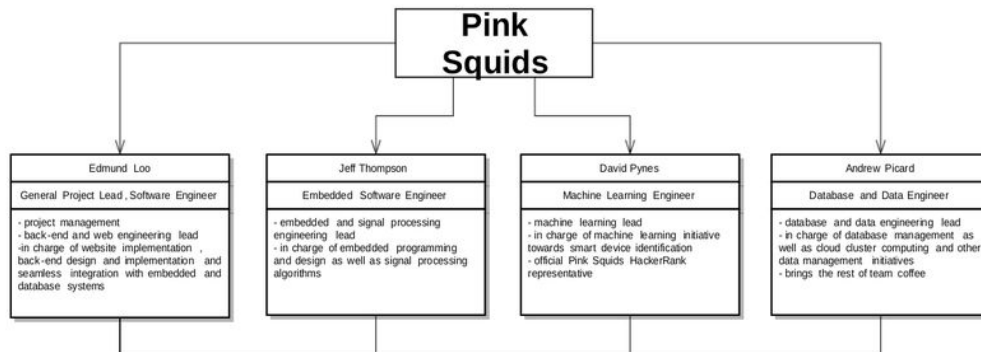 Pink
Squids
Edmund Loo
General Project Lead , Software Engineer
- project management
- back-end and web engineering lead
-in charge of website implementation ,
back-end design and implementation and
seamless integration with embedded and
database systems
Jeff Thompson
Embedded Software Engineer
- embedded and signal processing
engineering lead
- in charge of embedded programming
and design as well as signal processing
algorithms
David Pynes
Machine Learning Engineer
- machine learning lead
- in charge of machine learning initiative
towards smart device identification
- official Pink Squids HackerRank
representative
Andrew Picard
Database and Data Engineer
- database and data engineering lead
- in charge of database management as
well as cloud cluster computing and other
data management initiatives
- brings the rest of team coffee